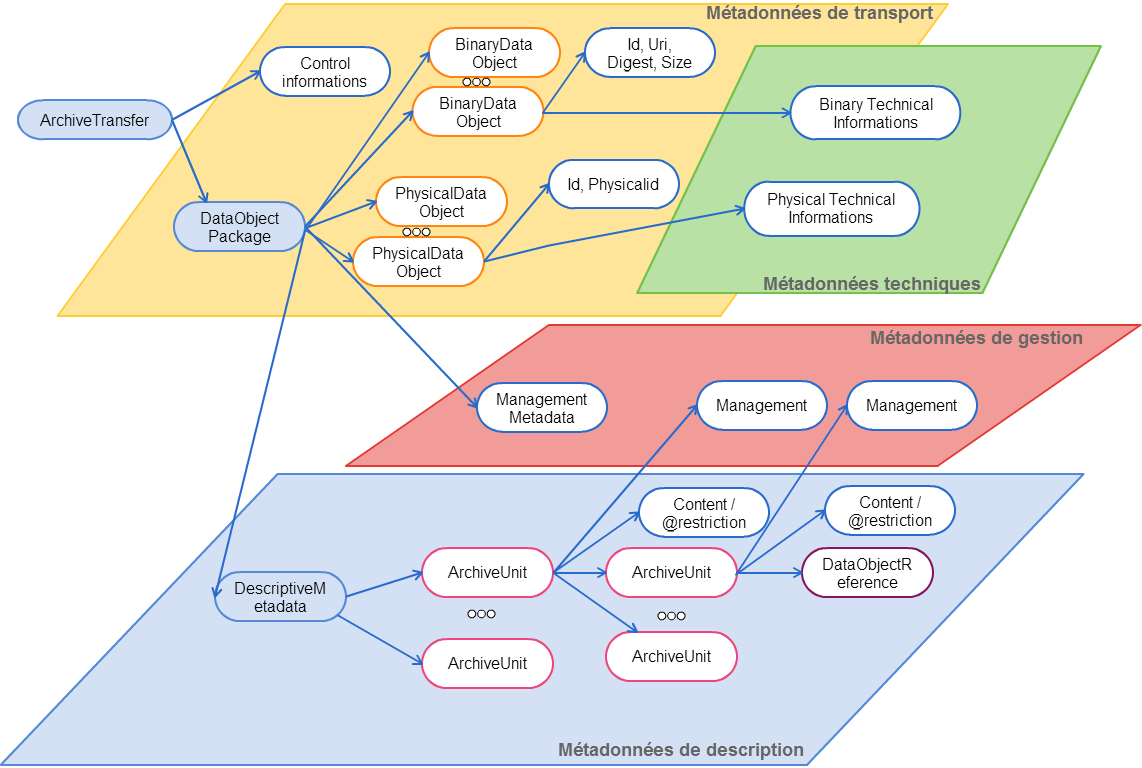 Métadonnées de transport
Control
informations
BinaryData
Object
Id, Uri,
Digest, Size
ArchiveTransfer
BinaryData
Object
Binary Technical
Informations
PhysicalData
Object
Id, Physicalid
DataObject
Package
Physical Technical
Informations
PhysicalData
Object
Métadonnées techniques
Métadonnées de gestion
Management
Metadata
Management
Management
Content /
@restriction
Content /
@restriction
DescriptiveM
etadata
ArchiveUnit
ArchiveUnit
DataObjectR
eference
ArchiveUnit
ArchiveUnit
Métadonnées de description